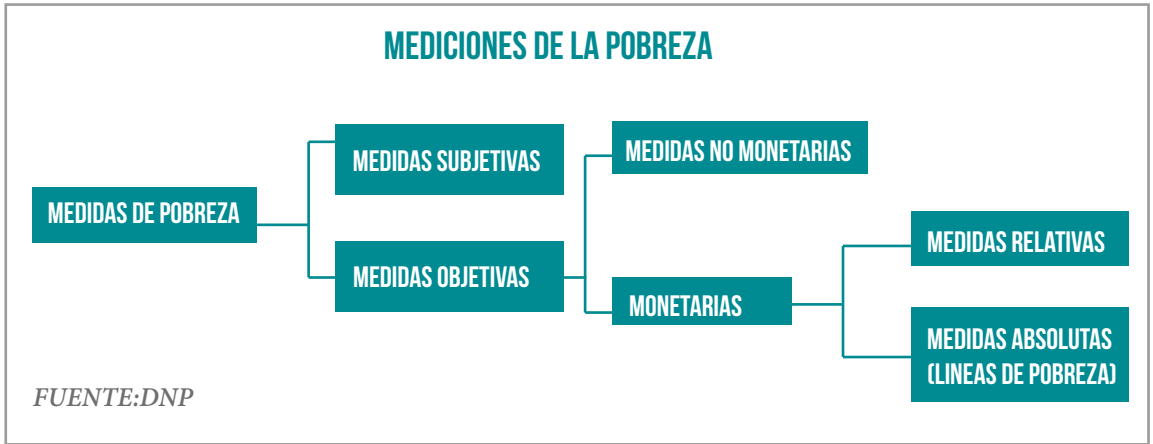 MEDICIONES DE LA POBREZA
MEDIDAS DE POBREZA
MEDIDAS SUBJETIVAS
MEDIDAS OBJETIVAS
MEDIDAS NO MONETARIAS
MONETARIAS
MEDIDAS RELATIVAS
MEDIDAS ABSOLUTAS
(LINEAS DE POBREZA)
FUENTE:DNP